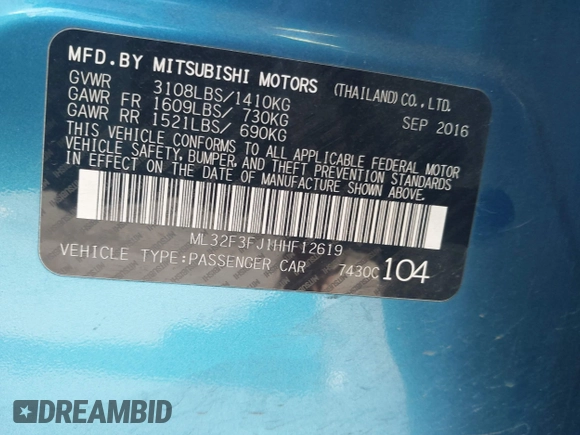 MFD.BY MITSUBISHI MOTORS (THAILAND) CO.,LTD.
GVWR 3108LBS/1410KG SEP 2016
GAWR FR 1609LBS/ 730KG
GAWR RR 1521LBS/ 690KG
THIS VEHICLE CONFORMS TO ALL APPLICABLE FEDERAL MOTOR
VEHICLE SAFETY, BUMPER, AND THEFT PREVENTION STANDARDS
IN EFFECT ON THE DATE OF MANUFACTURE SHOWN ABOVE.
ML32F3FJ1HHF12619
VEHICLE TYPE:PASSENGER CAR 7430C 104
DREAMBID